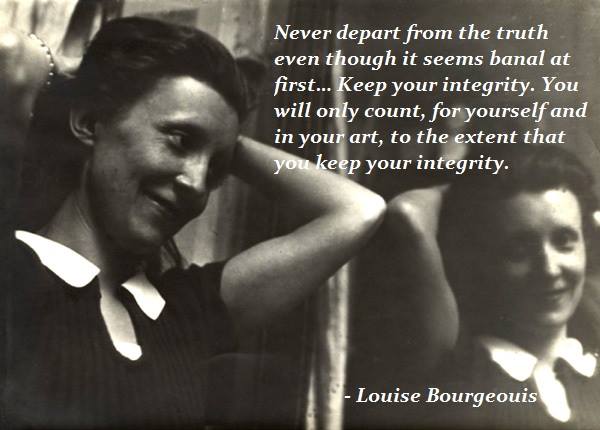 Never depart from the truth
even though it seems banal at
first... Keep your integrity. You
will only count, for yourself and
in your art, to the extent that
you keep your integrity.
- Louise Bourgeouis